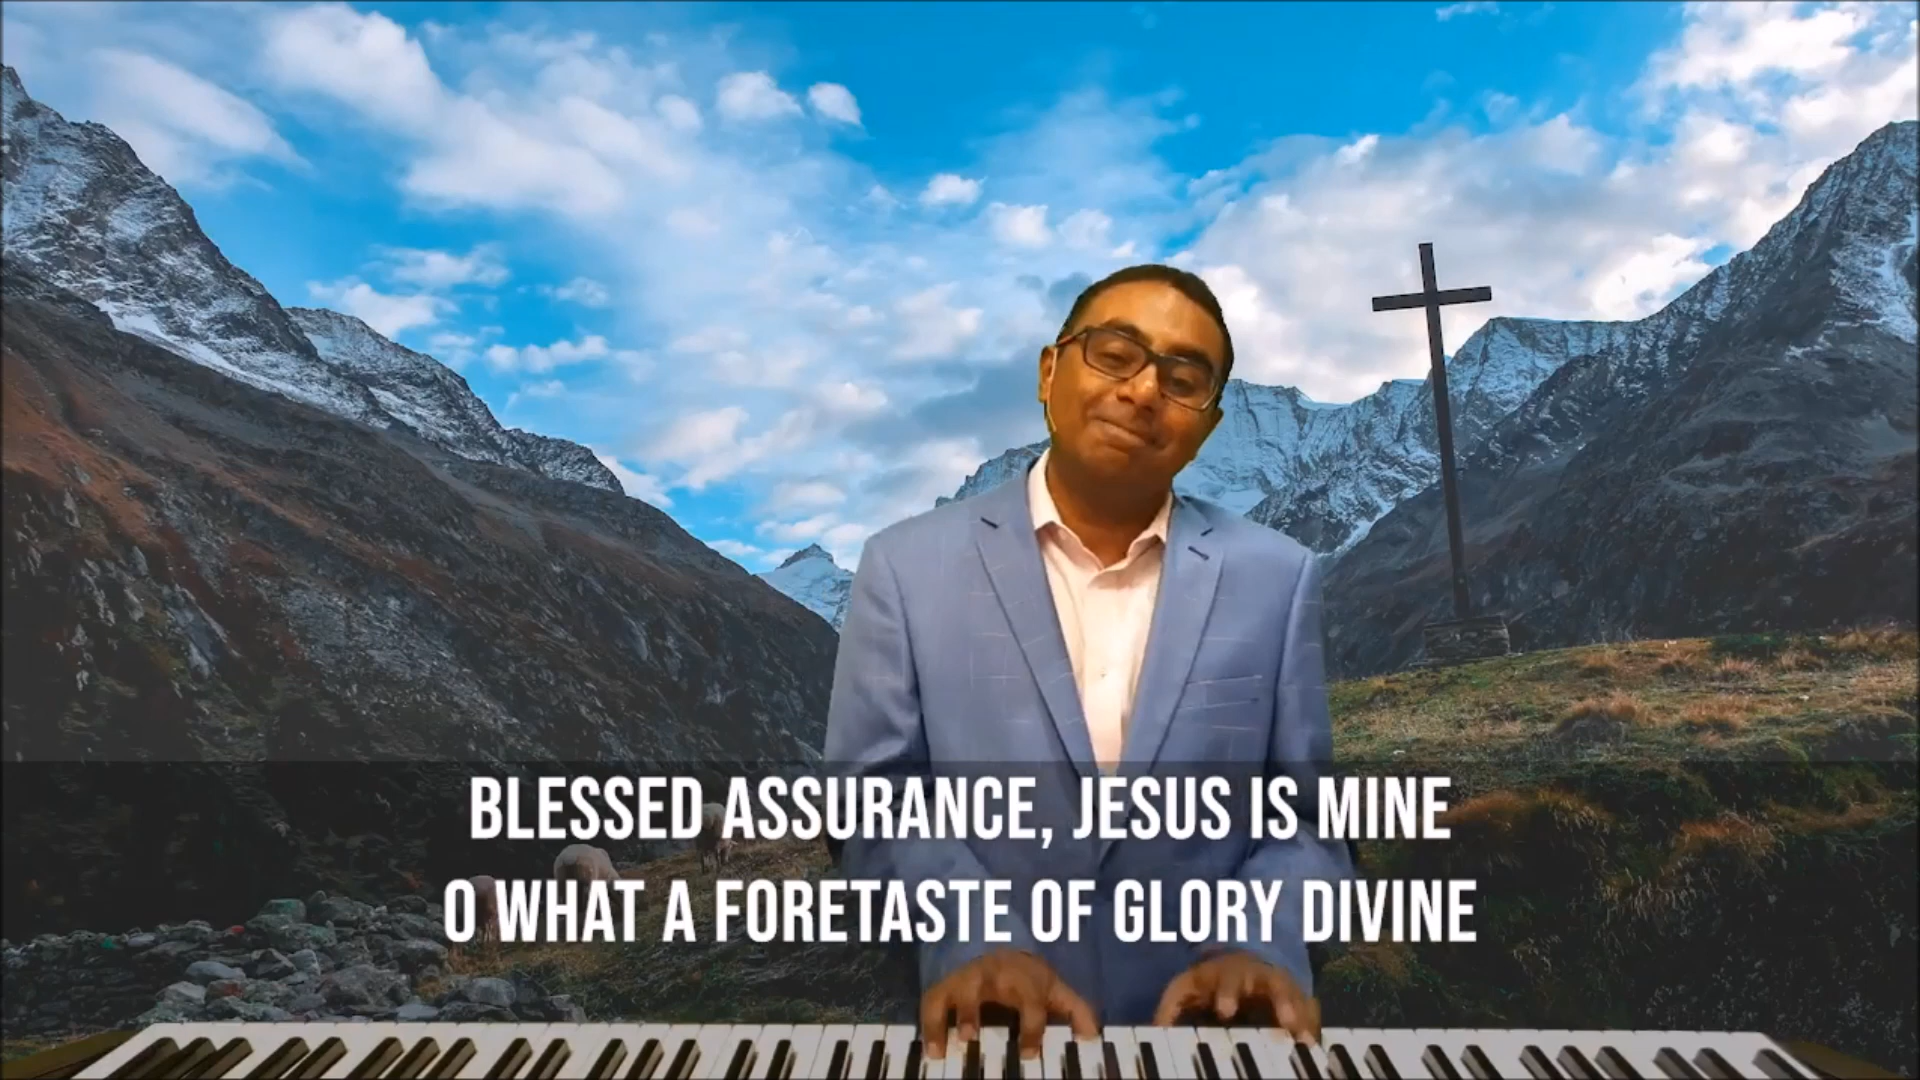 BLESSED ASSURANCE, JESUS IS MINE
O WHAT A FORETASTE OF GLORY DIVINE